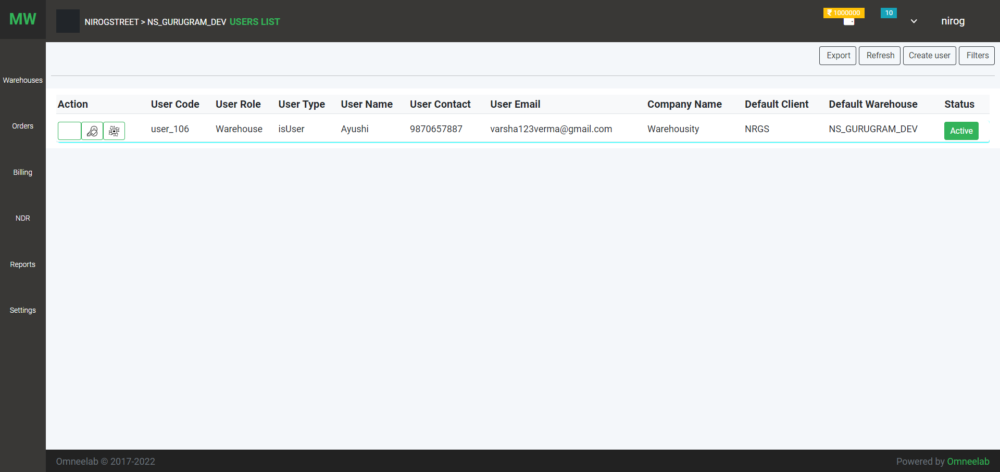 MW
NIROGSTREET > NS_GURUGRAM_DEV USERS LIST
₹ 1000000
10
nirog
Export
Refresh
Create user
Filters
Warehouses
Orders
Billing
NDR
Reports
Settings
Action User Code User Role User Type User Name User Contact User Email Company Name Default Client Default Warehouse Status
user_106 Warehouse isUser Ayushi 9870657887 varsha123verma@gmail.com Warehousity NRGS NS_GURUGRAM_DEV Active
Omneelab © 2017-2022
Powered by Omneelab